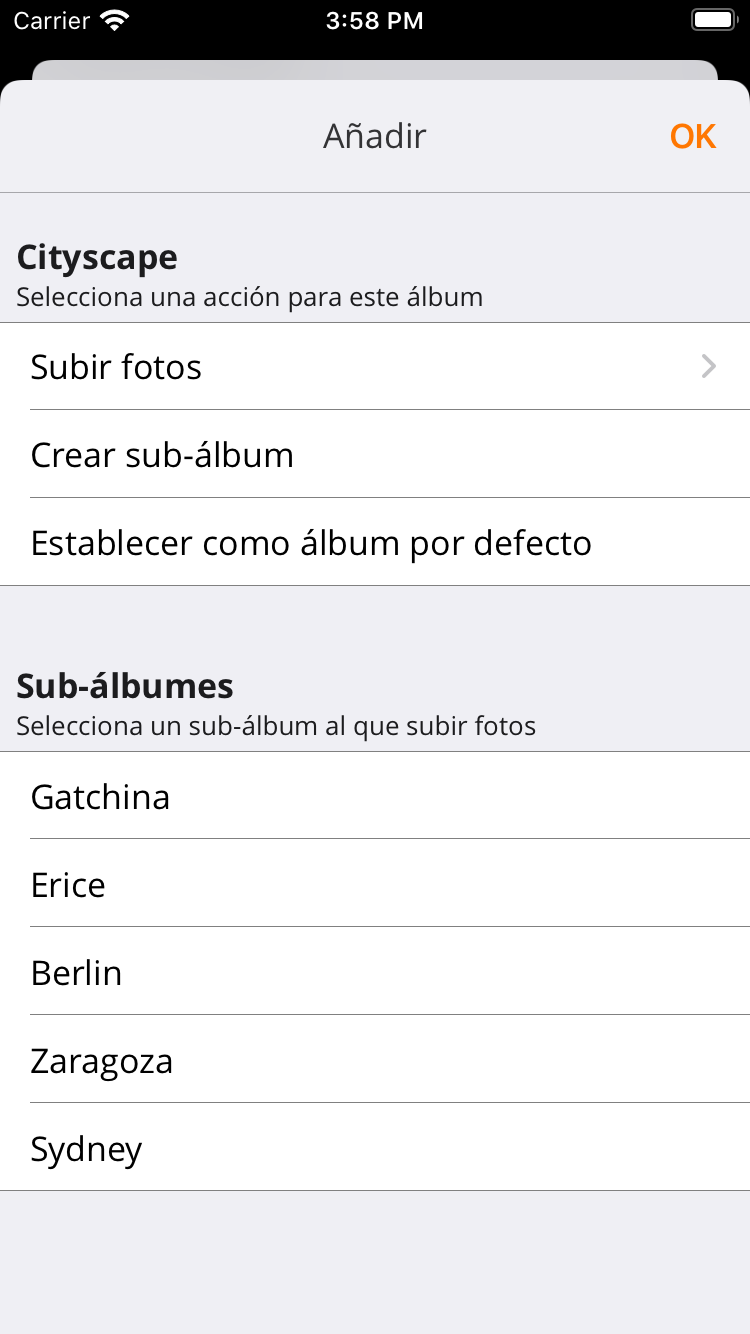 Carrier 3:58 PM
Añadir OK
Cityscape
Selecciona una acción para este álbum
Subir fotos
Crear sub-álbum
Establecer como álbum por defecto
Sub-álbumes
Selecciona un sub-álbum al que subir fotos
Gatchina
Erice
Berlin
Zaragoza
Sydney